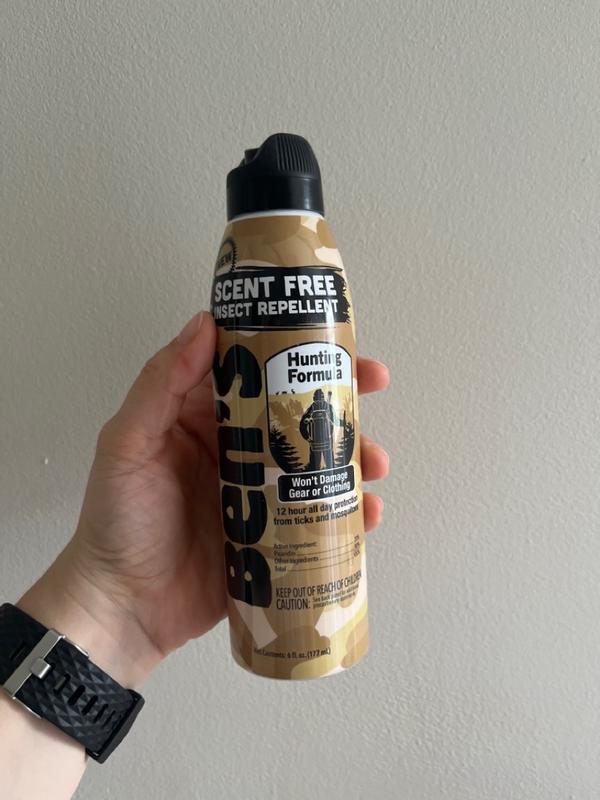 NEW
SCENT FREE
INSECT REPELLENT
Ben's
Hunting
Formula
Won't Damage
Gear or Clothing
12 hour all day protection
from ticks and mosquitoes
Active Ingredient:
Picaridin
Other Ingredients
Total
KEEP OUT OF REACH OF CHILDREN
CAUTION:
Net Contents: 6 fl. oz. (177 mL)